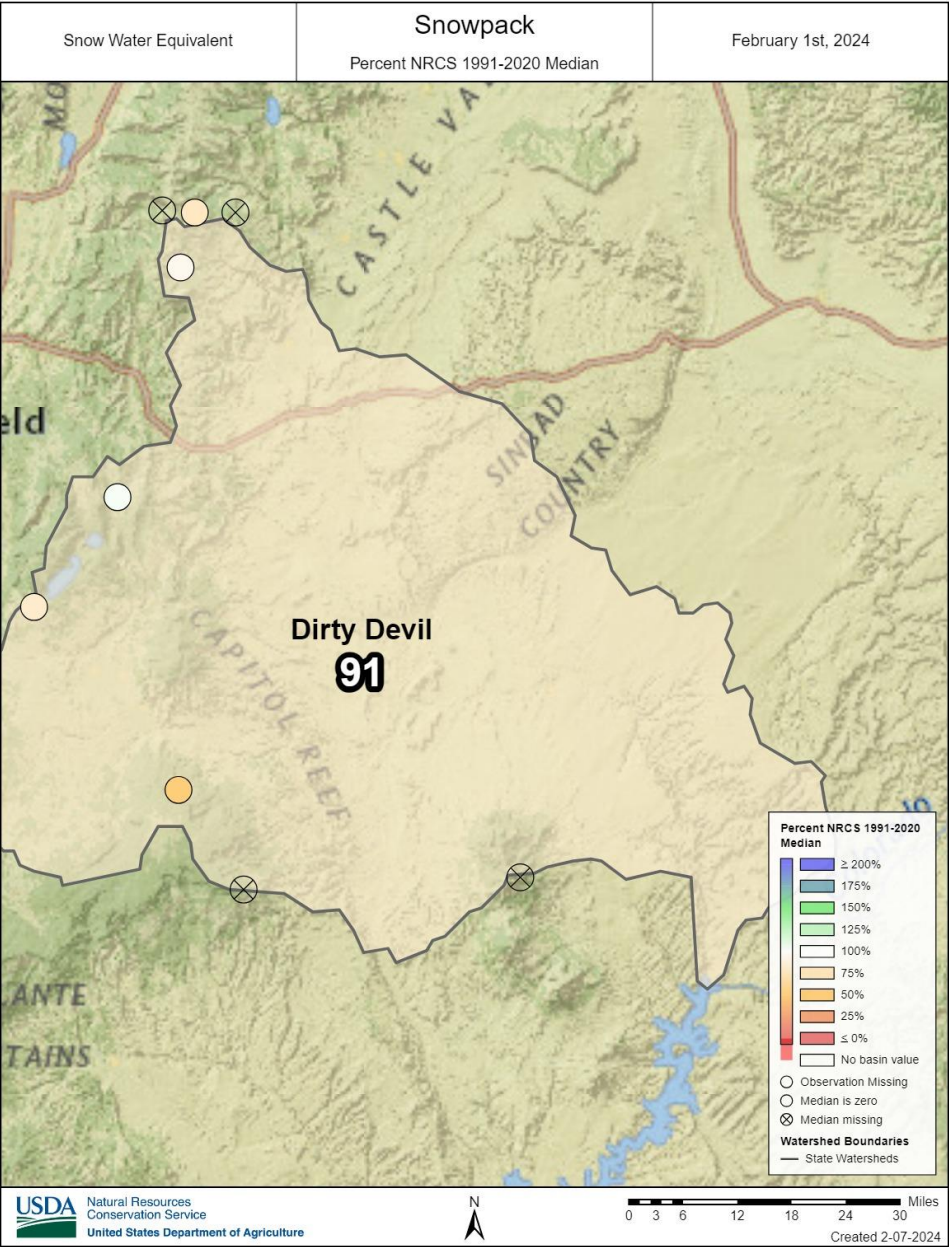 Snow Water Equivalent
Snowpack
Percent NRCS 1991-2020 Median
February 1st, 2024
MO
CASTLE VA
eld
SINBAD
COUNTRY
Dirty Devil
91
CAPITOL REEF
ANTE
TAINS
Percent NRCS 1991-2020
Median
≥ 200%
175%
150%
125%
100%
75%
50%
25%
≤ 0%
No basin value
Observation Missing
Median is zero
Median missing
Watershed Boundaries
State Watersheds
USDA
Natural Resources
Conservation Service
United States Department of Agriculture
N
Miles
0 3 6 12 18 24 30
Created 2-07-2024